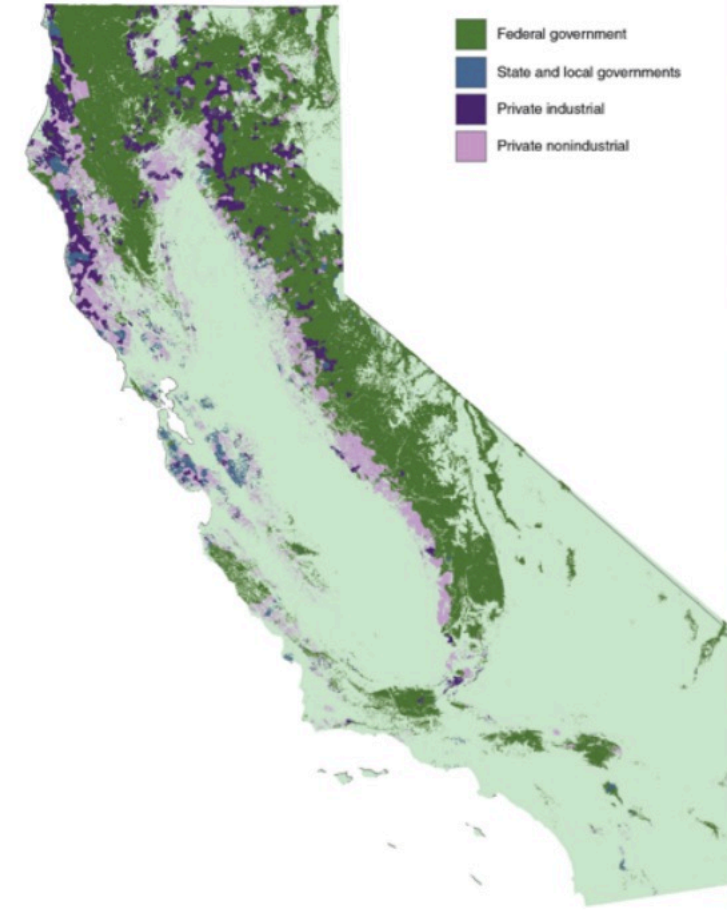 Federal government
State and local governments
Private industrial
Private nonindustrial